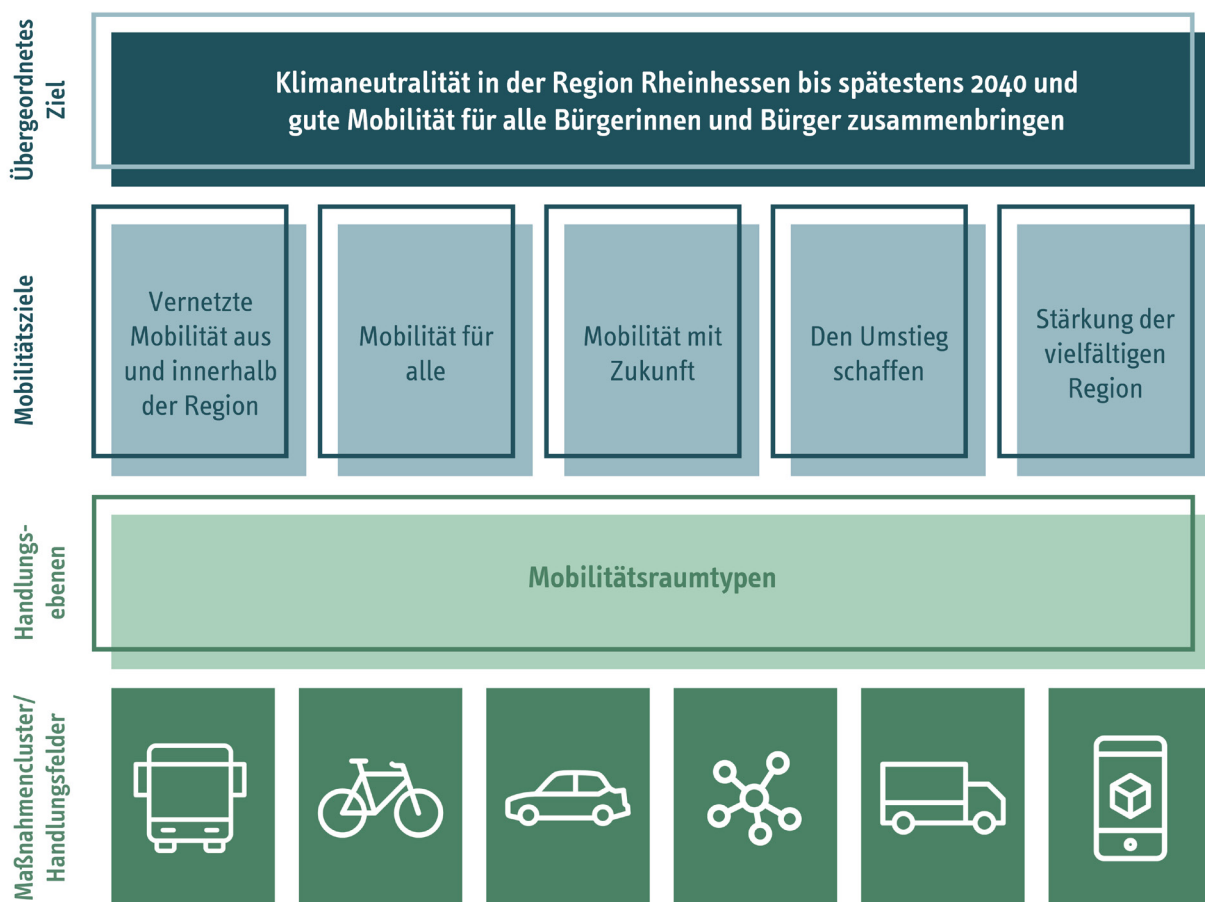 Übergeordnetes
Ziel
Klimaneutralität in der Region Rheinhessen bis spätestens 2040 und
gute Mobilität für alle Bürgerinnen und Bürger zusammenbringen
Mobilitätsziele
Vernetzte
Mobilität aus
und innerhalb
der Region
Mobilität für
alle
Mobilität mit
Zukunft
Den Umstieg
schaffen
Stärkung der
vielfältigen
Region
Handlungs-
ebenen
Mobilitätsraumtypen
Maßnahmencluster/
Handlungsfelder